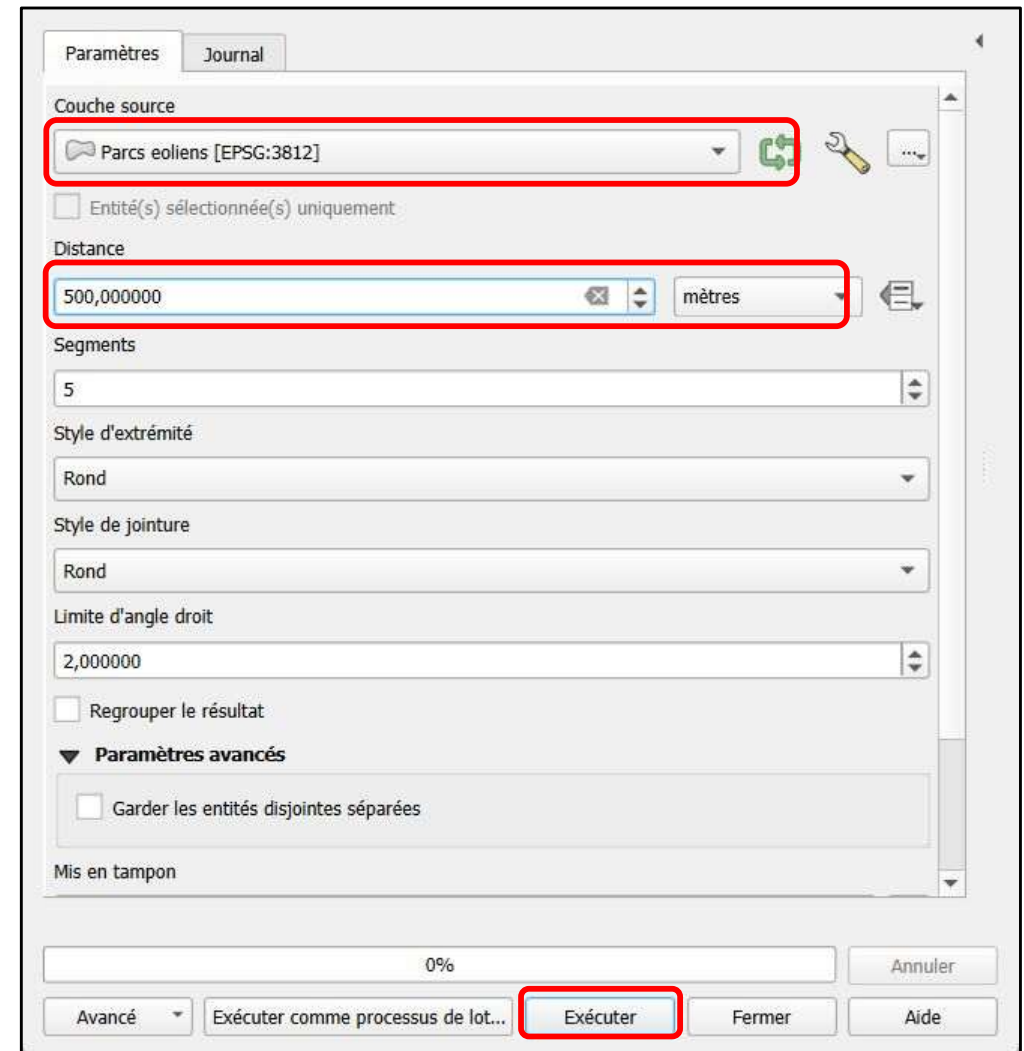 Paramètres Journal
Couche source
Parcs eoliens [EPSG:3812]
...
Entité(s) sélectionnée(s) uniquement
Distance
500,000000 mètres
Segments
5
Style d'extrémité
Rond
Style de jointure
Rond
Limite d'angle droit
2,000000
Regrouper le résultat
Paramètres avancés
Garder les entités disjointes séparées
Mis en tampon
0% Annuler
Avancé Exécuter comme processus de lot... Exécuter Fermer Aide